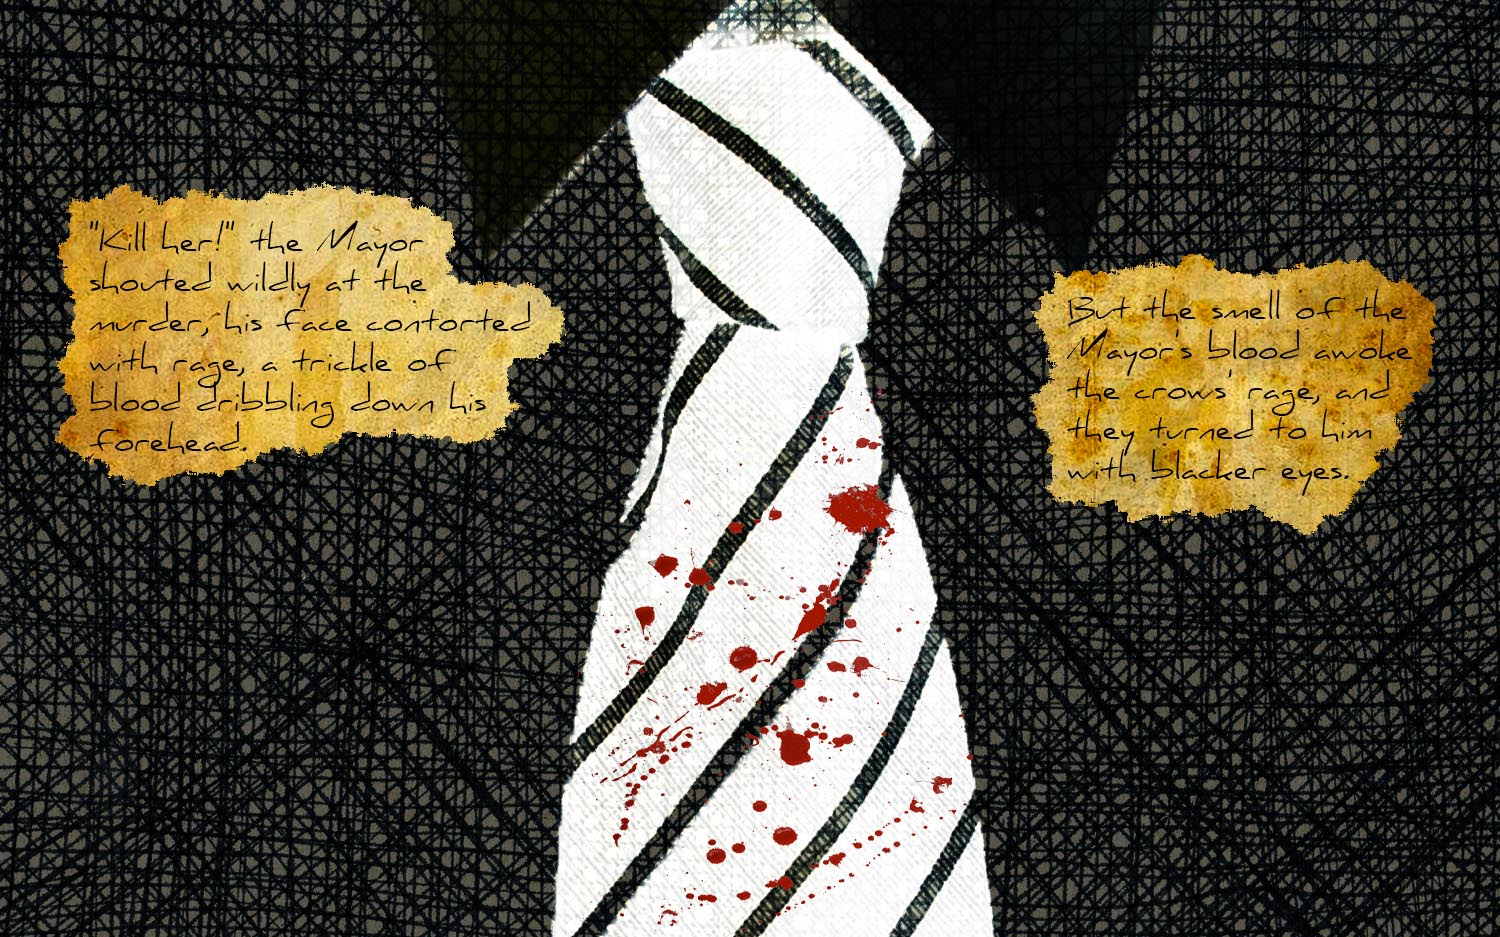 "Kill her!" the Mayor
shouted wildly at the
murder, his face contorted
with rage, a trickle of
blood dribbling down his
forehead.
But the smell of the
Mayor's blood awoke
the crows' rage, and
they turned to him
with blacker eyes.